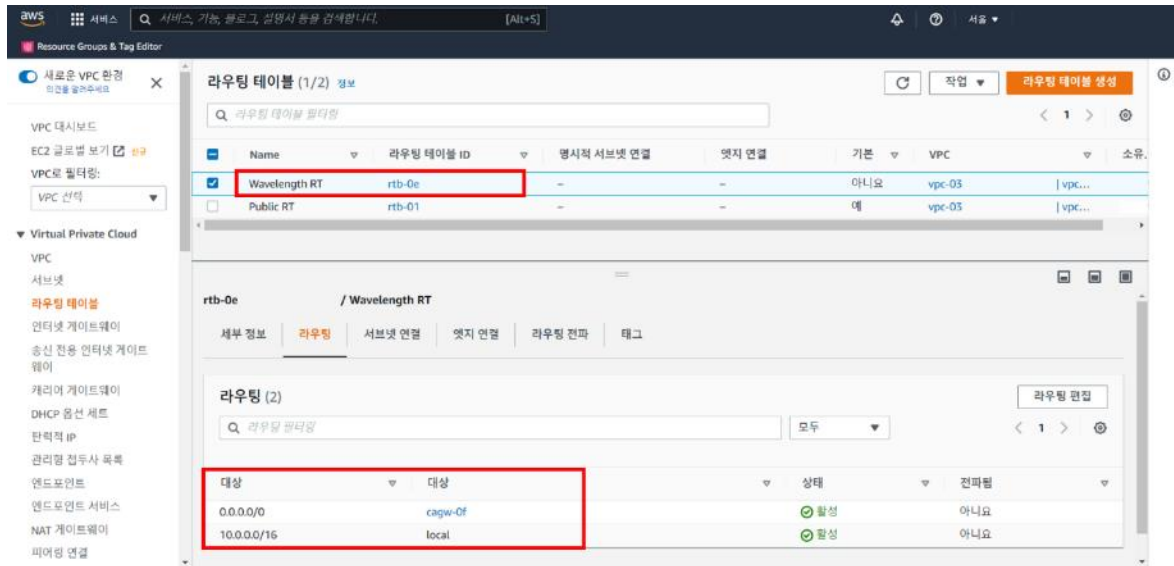 aws 서비스 서비스, 기능, 블로그, 설명서 등을 검색합니다. [Alt+S] 서울 ▼
Resource Groups & Tag Editor
새로운 VPC 환경
의견을 알려주세요
VPC 대시보드
EC2 글로벌 보기 신규
VPC로 필터링:
VPC 선택
Virtual Private Cloud
VPC
서브넷
라우팅 테이블
인터넷 게이트웨이
송신 전용 인터넷 게이트
웨이
캐리어 게이트웨이
DHCP 옵션 세트
탄력적 IP
관리형 접두사 목록
엔드포인트
엔드포인트 서비스
NAT 게이트웨이
피어링 연결
라우팅 테이블 (1/2) 정보
작업 ▼ 라우팅 테이블 생성
라우팅 테이블 필터링
< 1 >
Name 라우팅 테이블 ID 명시적 서브넷 연결 엣지 연결 기본 VPC 소유.
Wavelength RT rtb-0e – – 아니요 vpc-03 | vpc...
Public RT rtb-01 – – 예 vpc-03 | vpc...
rtb-0e / Wavelength RT
세부 정보 라우팅 서브넷 연결 엣지 연결 라우팅 전파 태그
라우팅 (2) 라우팅 편집
라우팅 필터링 모두 < 1 >
대상 대상 상태 전파됨
0.0.0.0/0 cagw-0f 활성 아니요
10.0.0.0/16 local 활성 아니요